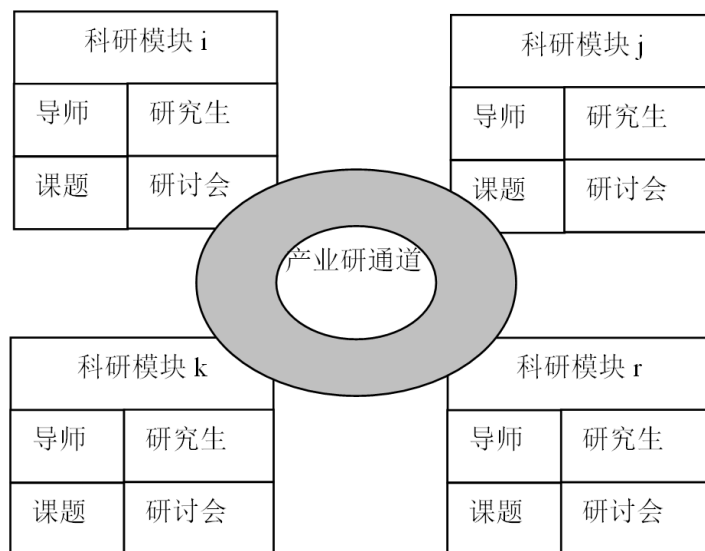 科研模块 i
导师 研究生
课题 研讨会
科研模块 j
导师 研究生
课题 研讨会
产业研通道
科研模块 k
导师 研究生
课题 研讨会
科研模块 r
导师 研究生
课题 研讨会